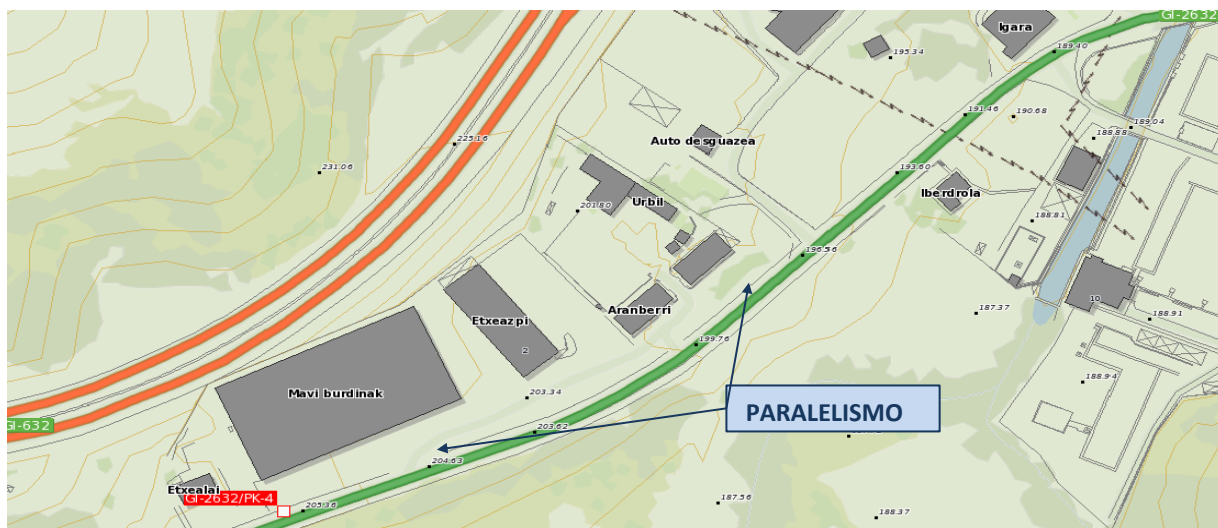 GI-2632
Igara
189.40
195.34
191.46
190.68
189.04
188.88
225.16
Auto desguazea
231.06
193.60
Iberdrola
Urbil
201.80
188.81
196.56
187.37
10
188.91
Aranberri
Etxeazpi
2
199.76
Mavi burdinak
188.94
203.34
PARALELISMO
GI-632
203.62
204.63
Etxealai
GI-2632/PK-4
205.36
187.56
188.37